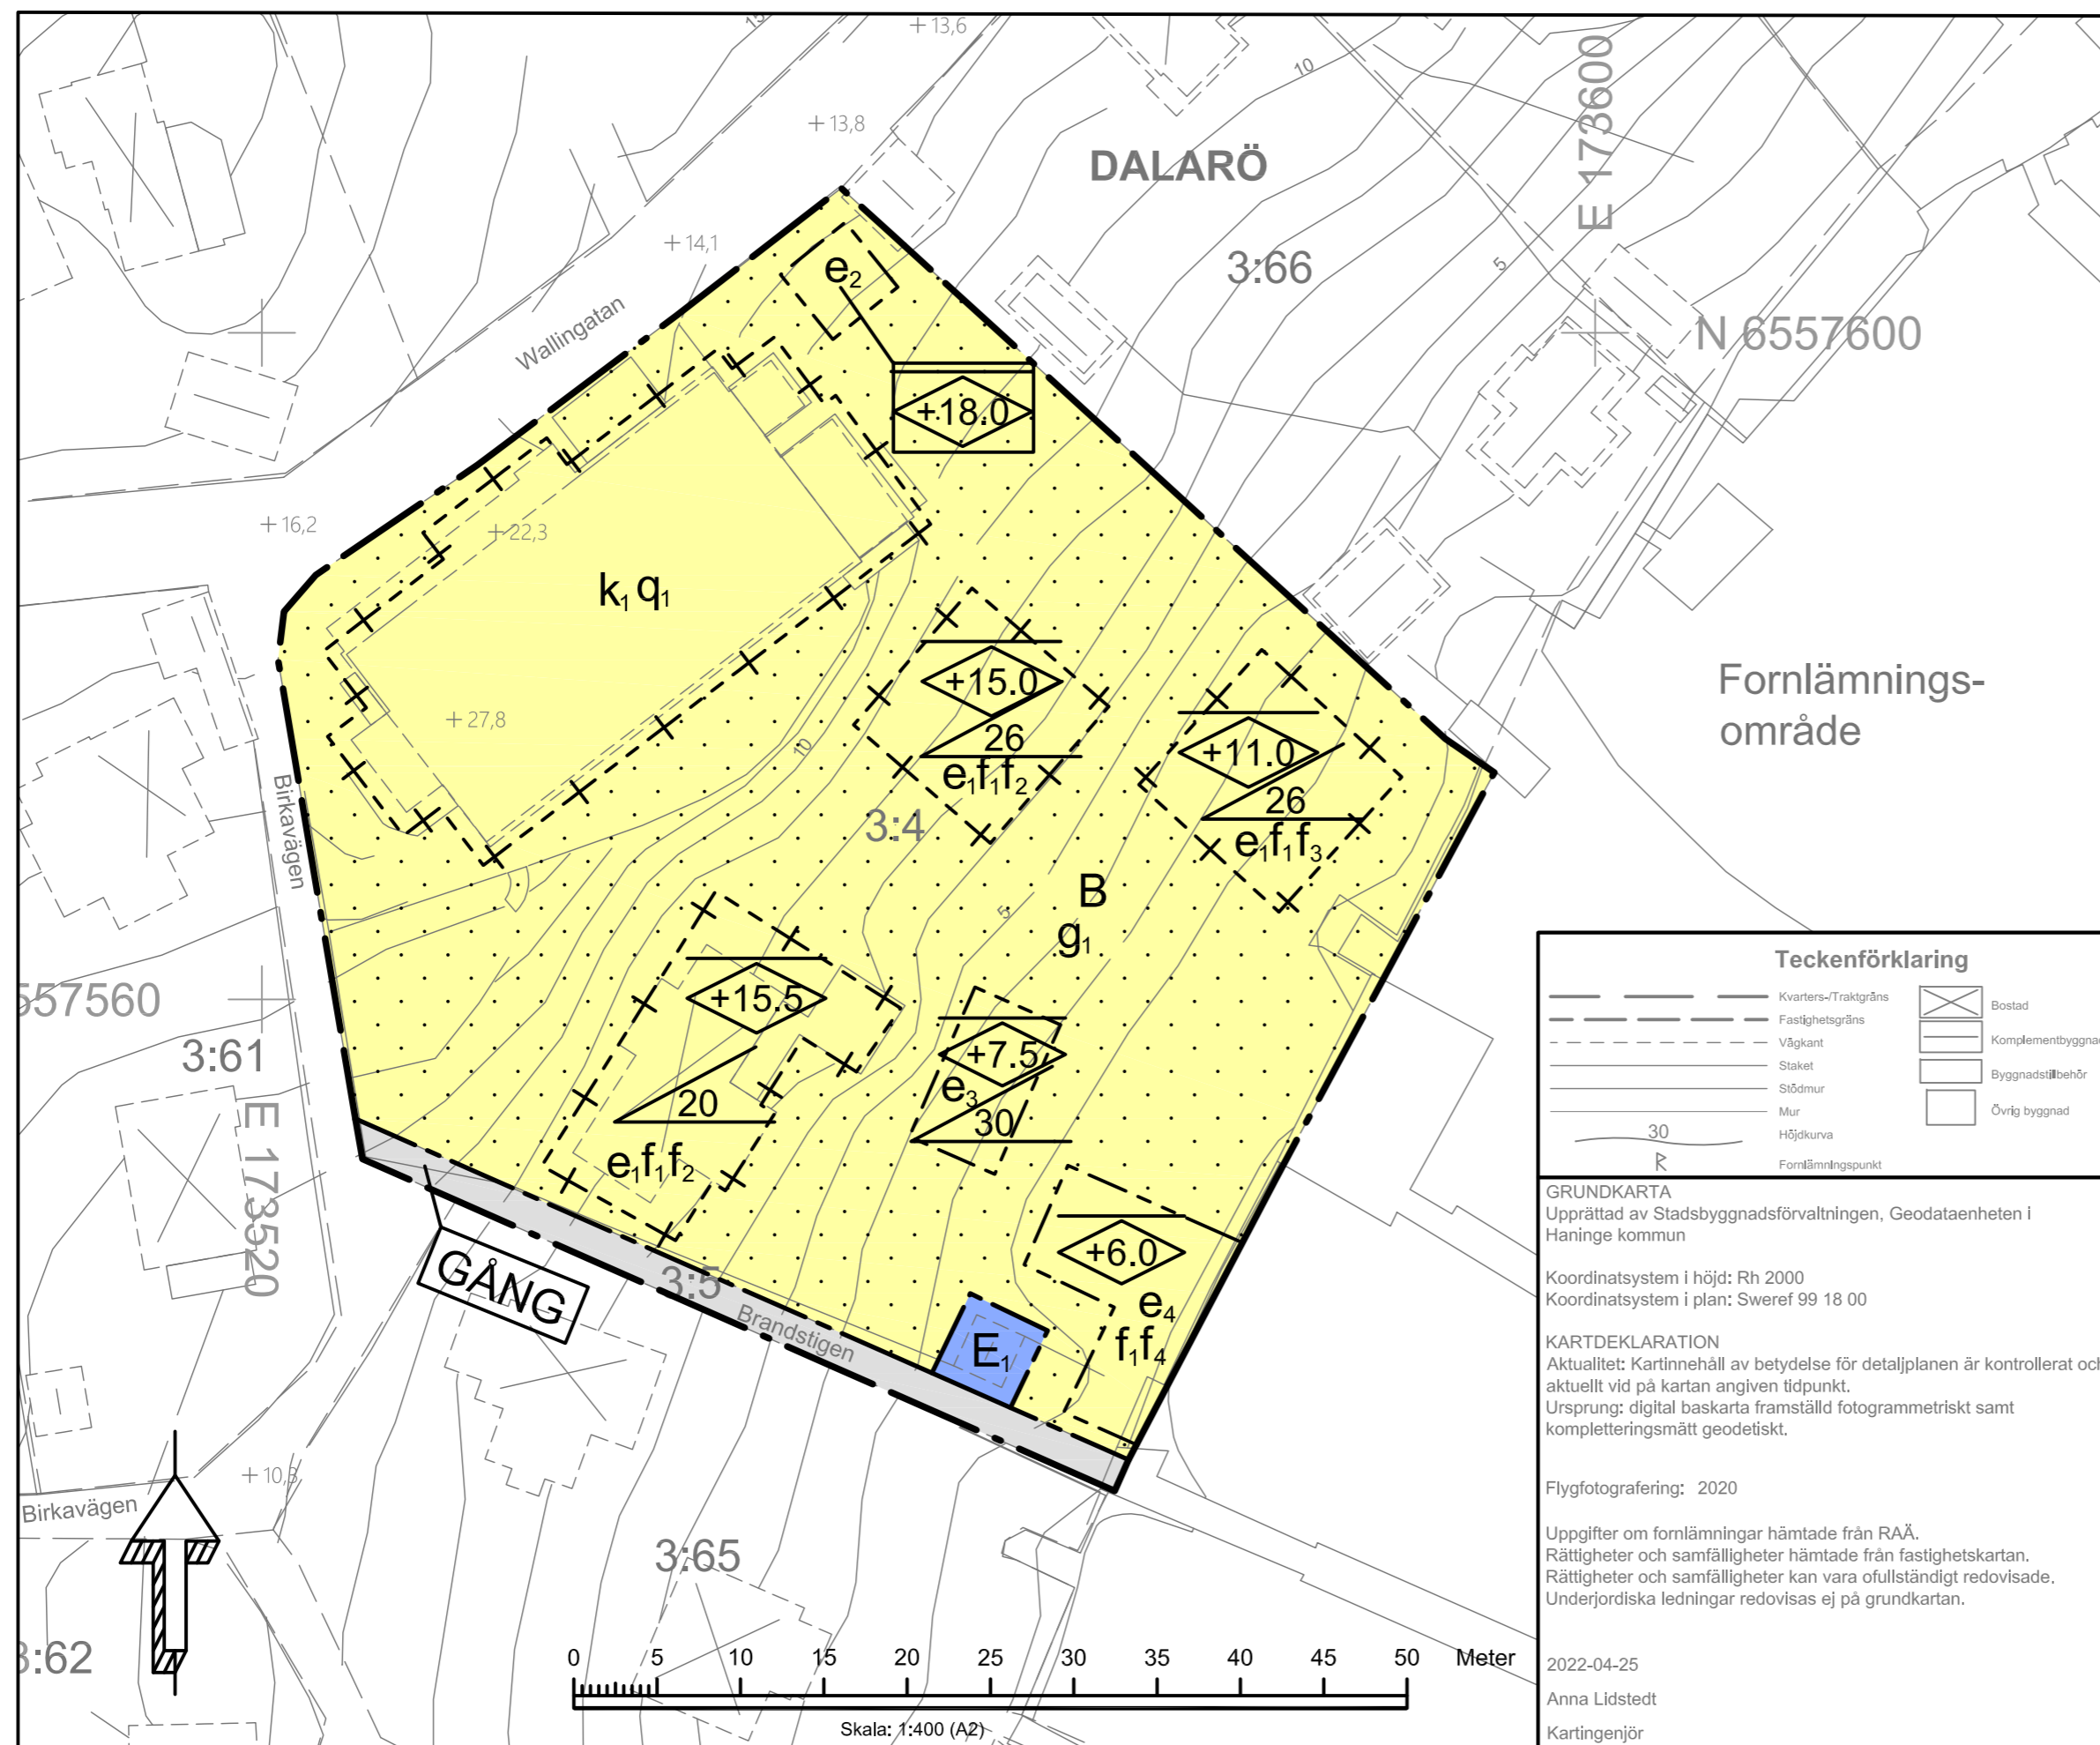 +13,6
15
10
+13,8
DALARÖ
E 173600
+14,1
3:66
5
e2
Wallingatan
N 6557600
+18.0
+16,2
+22,3
k1 q1
+15.0
26
e1f1f2
+11.0
26
e1f1f3
Fornlämnings-
område
+27,8
10
3:4
Birkavägen
B
g1
5
557560
3:61
E 173520
+15.5
20
e1f1f2
+7.5
e3
30
+6.0
e4
f1f4
E1
GÅNG
3:5
Brandstigen
+10,3
Birkavägen
3:65
3:62
0 5 10 15 20 25 30 35 40 45 50 Meter
Skala: 1:400 (A2)
Teckenförklaring
Kvarters-/Traktgräns
Fastighetsgräns
Vägkant
Staket
Stödmur
Mur
30
Höjdkurva
R
Fornlämningspunkt
Bostad
Komplementbyggnad
Byggnadstillbehör
Övrig byggnad
GRUNDKARTA
Upprättad av Stadsbyggnadsförvaltningen, Geodataenheten i
Haninge kommun
Koordinatsystem i höjd: Rh 2000
Koordinatsystem i plan: Sweref 99 18 00
KARTDEKLARATION
Aktualitet: Kartinnehåll av betydelse för detaljplanen är kontrollerat och
aktuellt vid på kartan angiven tidpunkt.
Ursprung: digital baskarta framställd fotogrammetriskt samt
kompletteringsmätt geodetiskt.
Flygfotografering: 2020
Uppgifter om fornlämningar hämtade från RAÄ.
Rättigheter och samfälligheter hämtade från fastighetskartan.
Rättigheter och samfälligheter kan vara ofullständigt redovisade.
Underjordiska ledningar redovisas ej på grundkartan.
2022-04-25
Anna Lidstedt
Kartingenjör